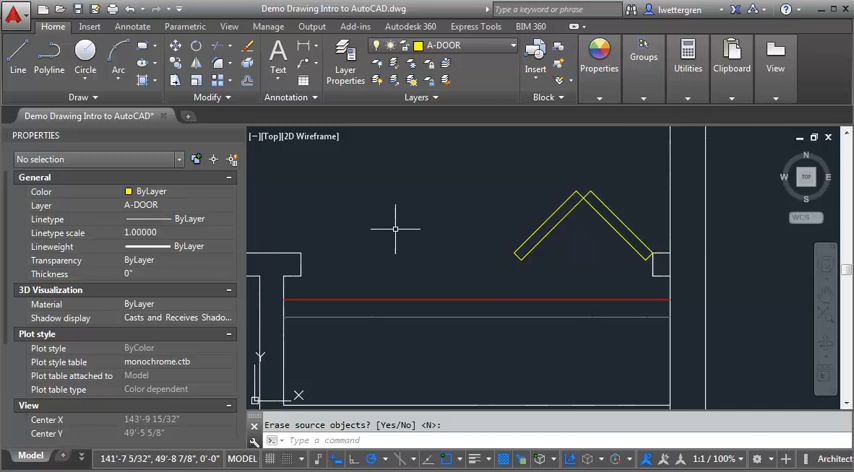 Demo Drawing Intro to AutoCAD.dwg
Type a keyword or phrase
lwettergren
Home Insert Annotate Parametric View Manage Output Add-ins Autodesk 360 Express Tools BIM 360
Line Polyline Circle Arc
Text
Layer Properties
A-DOOR
Insert
Properties Groups Utilities Clipboard View
Draw Modify Annotation Layers Block
Demo Drawing Intro to AutoCAD*
PROPERTIES
No selection
General
Color ByLayer
Layer A-DOOR
Linetype ByLayer
Linetype scale 1.00000
Lineweight ByLayer
Transparency ByLayer
Thickness 0"
3D Visualization
Material ByLayer
Shadow display Casts and Receives Shado...
Plot style
Plot style ByColor
Plot style table monochrome.ctb
Plot table attached to Model
Plot table type Color dependent
View
Center X 143'-9 15/32"
Center Y 49'-5 5/8"
[−][Top][2D Wireframe]
N
W TOP E
S
WCS
Y
X
Erase source objects? [Yes/No] <N>:
Type a command
Model
141'-7 5/32", 49'-8 7/8", 0'-0" MODEL 1:1 / 100% Architect